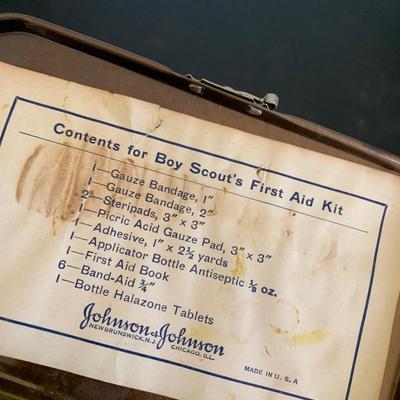 Contents for Boy Scout's First Aid Kit
1—Gauze Bandage, 1"
1—Gauze Bandage, 2"
2—Steripads, 3" x 3"
1—Picric Acid Gauze Pad, 3" x 3"
1—Adhesive, 1" x 2½ yards
1—Applicator Bottle Antiseptic ⅛ oz.
1—First Aid Book
6—Band-Aid ¾"
1—Bottle Halazone Tablets
Johnson & Johnson
NEW BRUNSWICK, N.J. CHICAGO, ILL.
MADE IN U. S. A